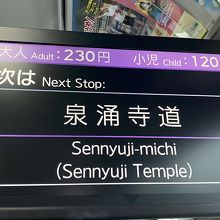 大人 Adult: 230円 小児 Child: 120
次は Next Stop:
泉涌寺道
Sennyuji-michi
(Sennyuji Temple)